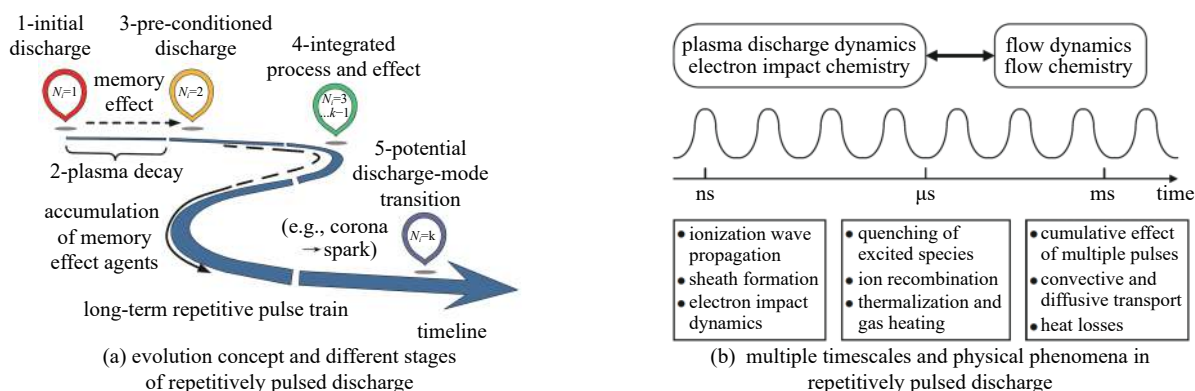 1-initial
discharge
3-pre-conditioned
discharge
4-integrated
process and effect
Nᵢ=1
memory
effect
Nᵢ=2
Nᵢ=3
...k−1
2-plasma decay
5-potential
discharge-mode
transition
accumulation
of memory
effect agents
(e.g., corona
→spark)
Nᵢ=k
long-term repetitive pulse train
timeline
(a) evolution concept and different stages
of repetitively pulsed discharge
plasma discharge dynamics
electron impact chemistry
flow dynamics
flow chemistry
ns
μs
ms
time
• ionization wave
propagation
• sheath formation
• electron impact
dynamics
• quenching of
excited species
• ion recombination
• thermalization and
gas heating
• cumulative effect
of multiple pulses
• convective and
diffusive transport
• heat losses
(b) multiple timescales and physical phenomena in
repetitively pulsed discharge